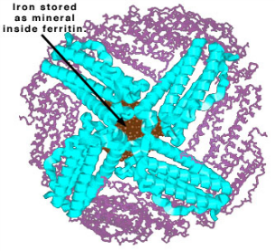 Iron stored
as mineral
inside ferritin